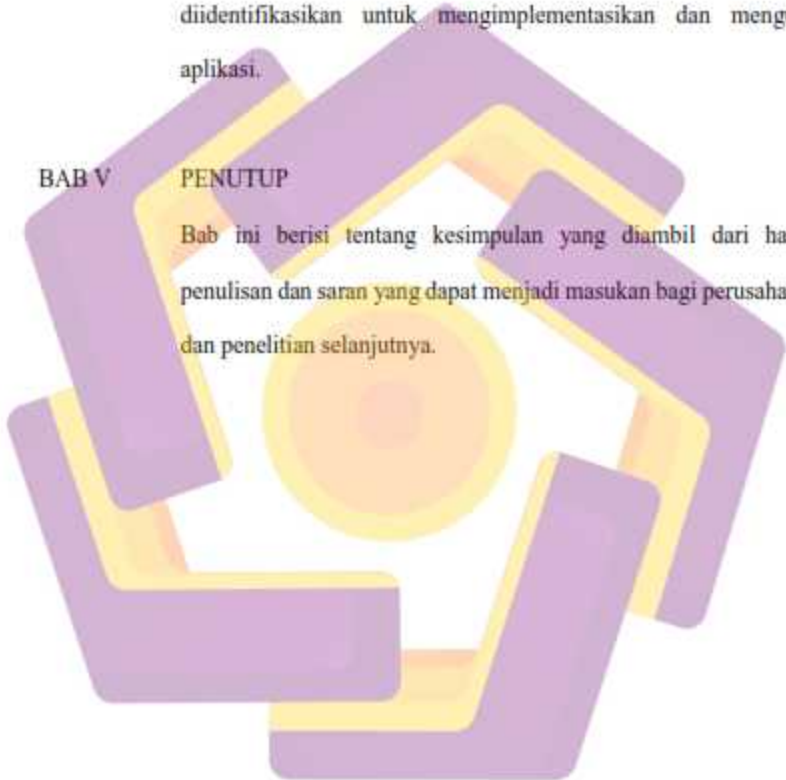 diidentifikasikan untuk mengimplementasikan dan meng
aplikasi.
BAB V PENUTUP
Bab ini berisi tentang kesimpulan yang diambil dari ha
penulisan dan saran yang dapat menjadi masukan bagi perusaha
dan penelitian selanjutnya.